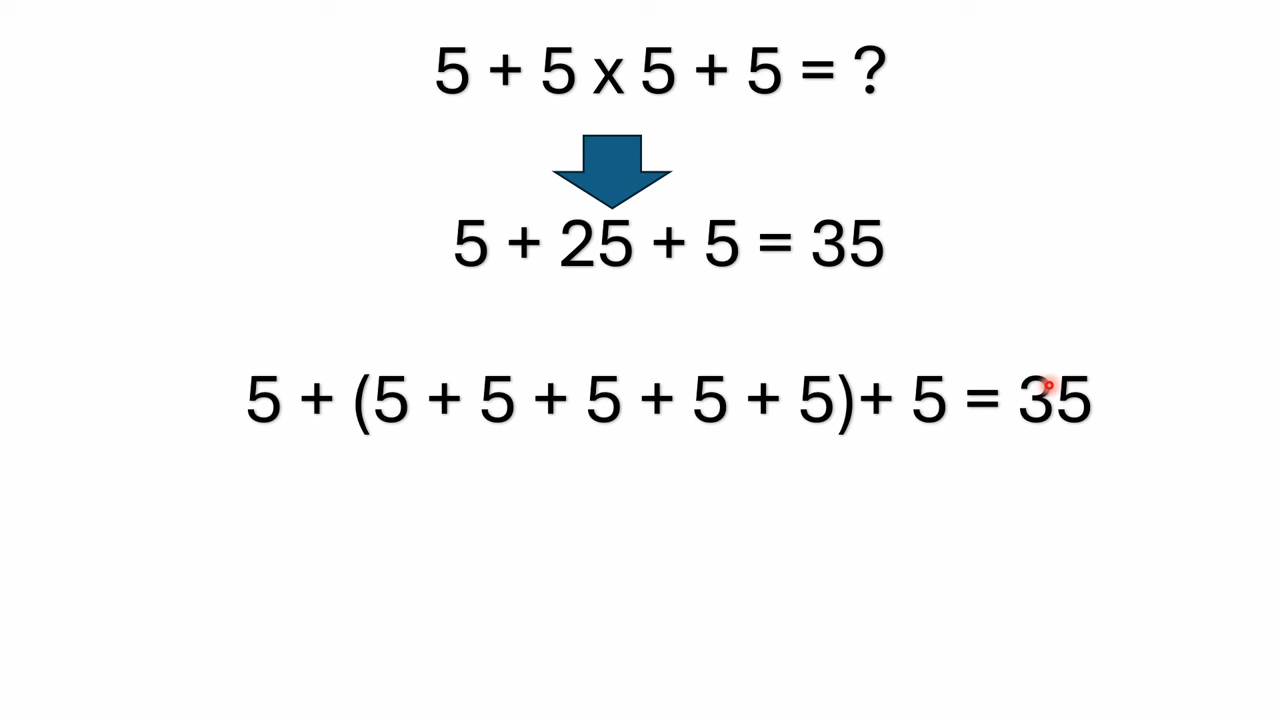 5 + 5 x 5 + 5 = ?
5 + 25 + 5 = 35
5 + (5 + 5 + 5 + 5 + 5)+ 5 = 35